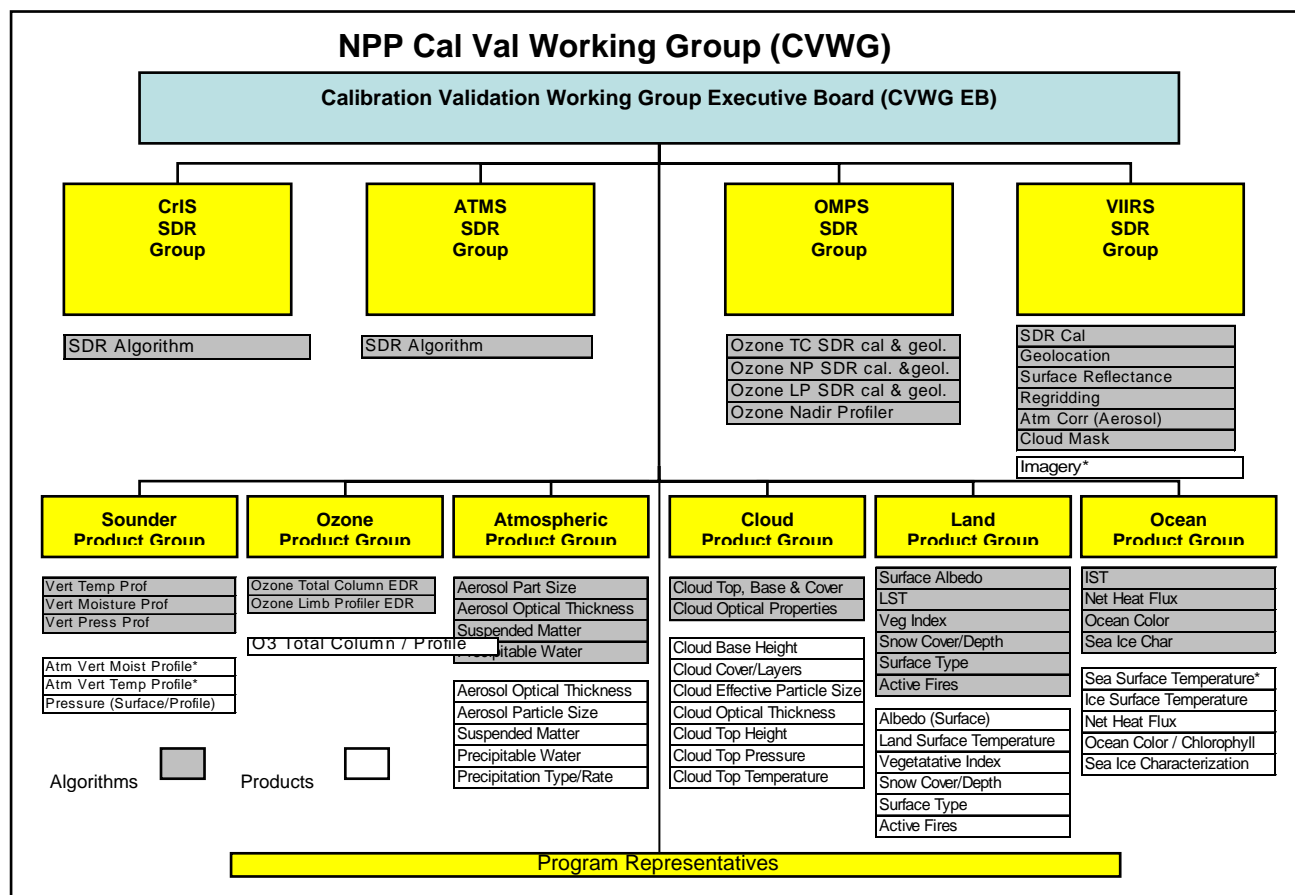 NPP Cal Val Working Group (CVWG)
Calibration Validation Working Group Executive Board (CVWG EB)
CrIS
SDR
Group
ATMS
SDR
Group
OMPS
SDR
Group
VIIRS
SDR
Group
SDR Algorithm
SDR Algorithm
Ozone TC SDR cal & geol.
Ozone NP SDR cal. &geol.
Ozone LP SDR cal & geol.
Ozone Nadir Profiler
SDR Cal
Geolocation
Surface Reflectance
Regridding
Atm Corr (Aerosol)
Cloud Mask
Imagery*
Sounder
Product Group
Ozone
Product Group
Atmospheric
Product Group
Cloud
Product Group
Land
Product Group
Ocean
Product Group
Vert Temp Prof
Vert Moisture Prof
Vert Press Prof
Atm Vert Moist Profile*
Atm Vert Temp Profile*
Pressure (Surface/Profile)
Ozone Total Column EDR
Ozone Limb Profiler EDR
O3 Total Column / Profile
Aerosol Part Size
Aerosol Optical Thickness
Suspended Matter
Precipitable Water
Aerosol Optical Thickness
Aerosol Particle Size
Suspended Matter
Precipitable Water
Precipitation Type/Rate
Cloud Top, Base & Cover
Cloud Optical Properties
Cloud Base Height
Cloud Cover/Layers
Cloud Effective Particle Size
Cloud Optical Thickness
Cloud Top Height
Cloud Top Pressure
Cloud Top Temperature
Surface Albedo
LST
Veg Index
Snow Cover/Depth
Surface Type
Active Fires
Albedo (Surface)
Land Surface Temperature
Vegetatative Index
Snow Cover/Depth
Surface Type
Active Fires
IST
Net Heat Flux
Ocean Color
Sea Ice Char
Sea Surface Temperature*
Ice Surface Temperature
Net Heat Flux
Ocean Color / Chlorophyll
Sea Ice Characterization
Algorithms
Products
Program Representatives